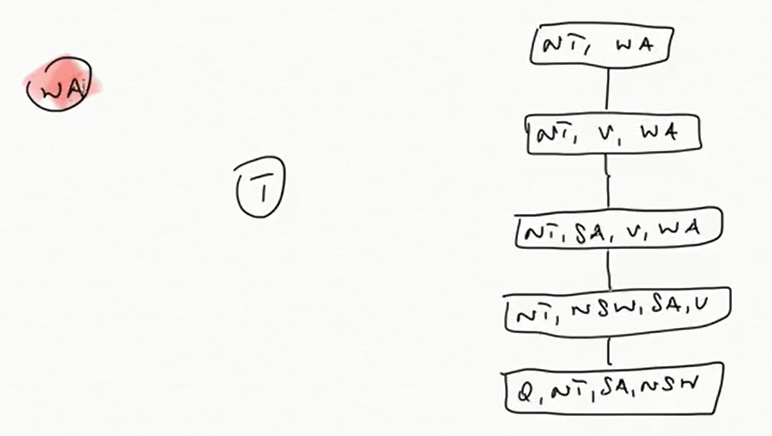 NT, WA
WA
NT, V, WA
T
NT, SA, V, WA
NT, NSW, SA, V
Q, NT, SA, NSW